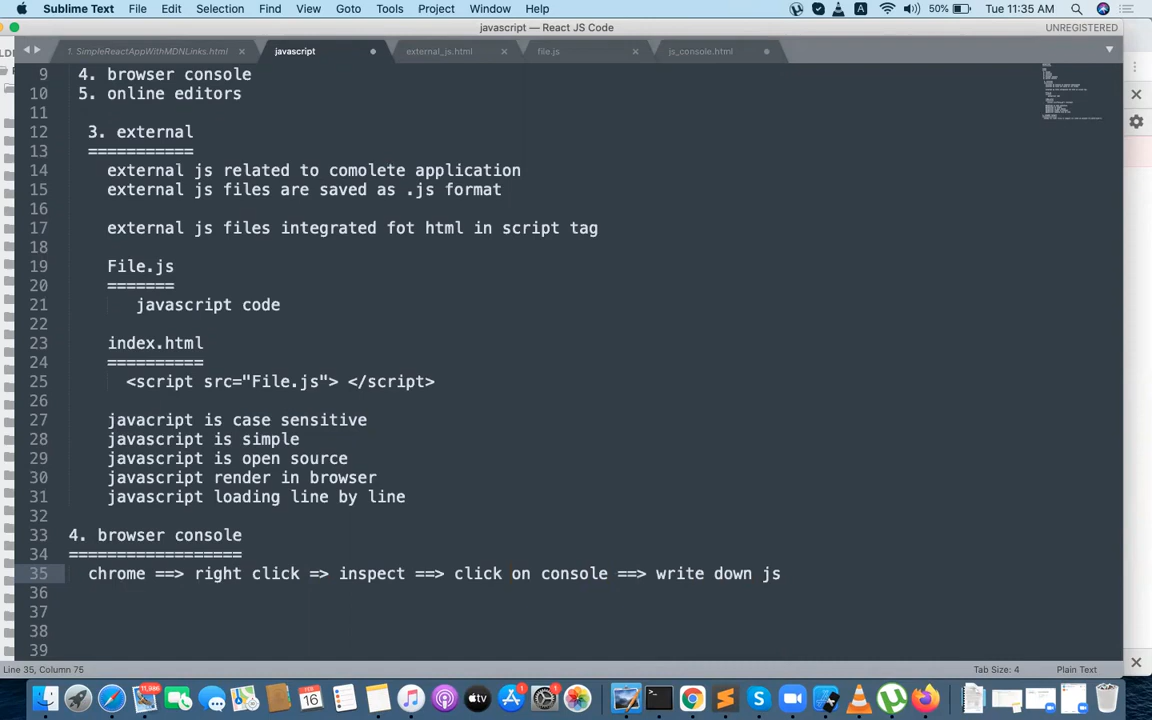 Sublime Text File Edit Selection Find View Goto Tools Project Window Help 50% Tue 11:35 AM
javascript — React JS Code UNREGISTERED
1. SimpleReactAppWithMDNLinks.html javascript external_js.html file.js js_console.html
9 4. browser console
10 5. online editors
11
12 3. external
13 ===========
14 external js related to comolete application
15 external js files are saved as .js format
16
17 external js files integrated fot html in script tag
18
19 File.js
20 =======
21 javascript code
22
23 index.html
24 ==========
25 <script src="File.js"> </script>
26
27 javacript is case sensitive
28 javascript is simple
29 javascript is open source
30 javascript render in browser
31 javascript loading line by line
32
33 4. browser console
34 ==================
35 chrome ==> right click => inspect ==> click on console ==> write down js
36
37
38
39
Line 35, Column 75 Tab Size: 4 Plain Text